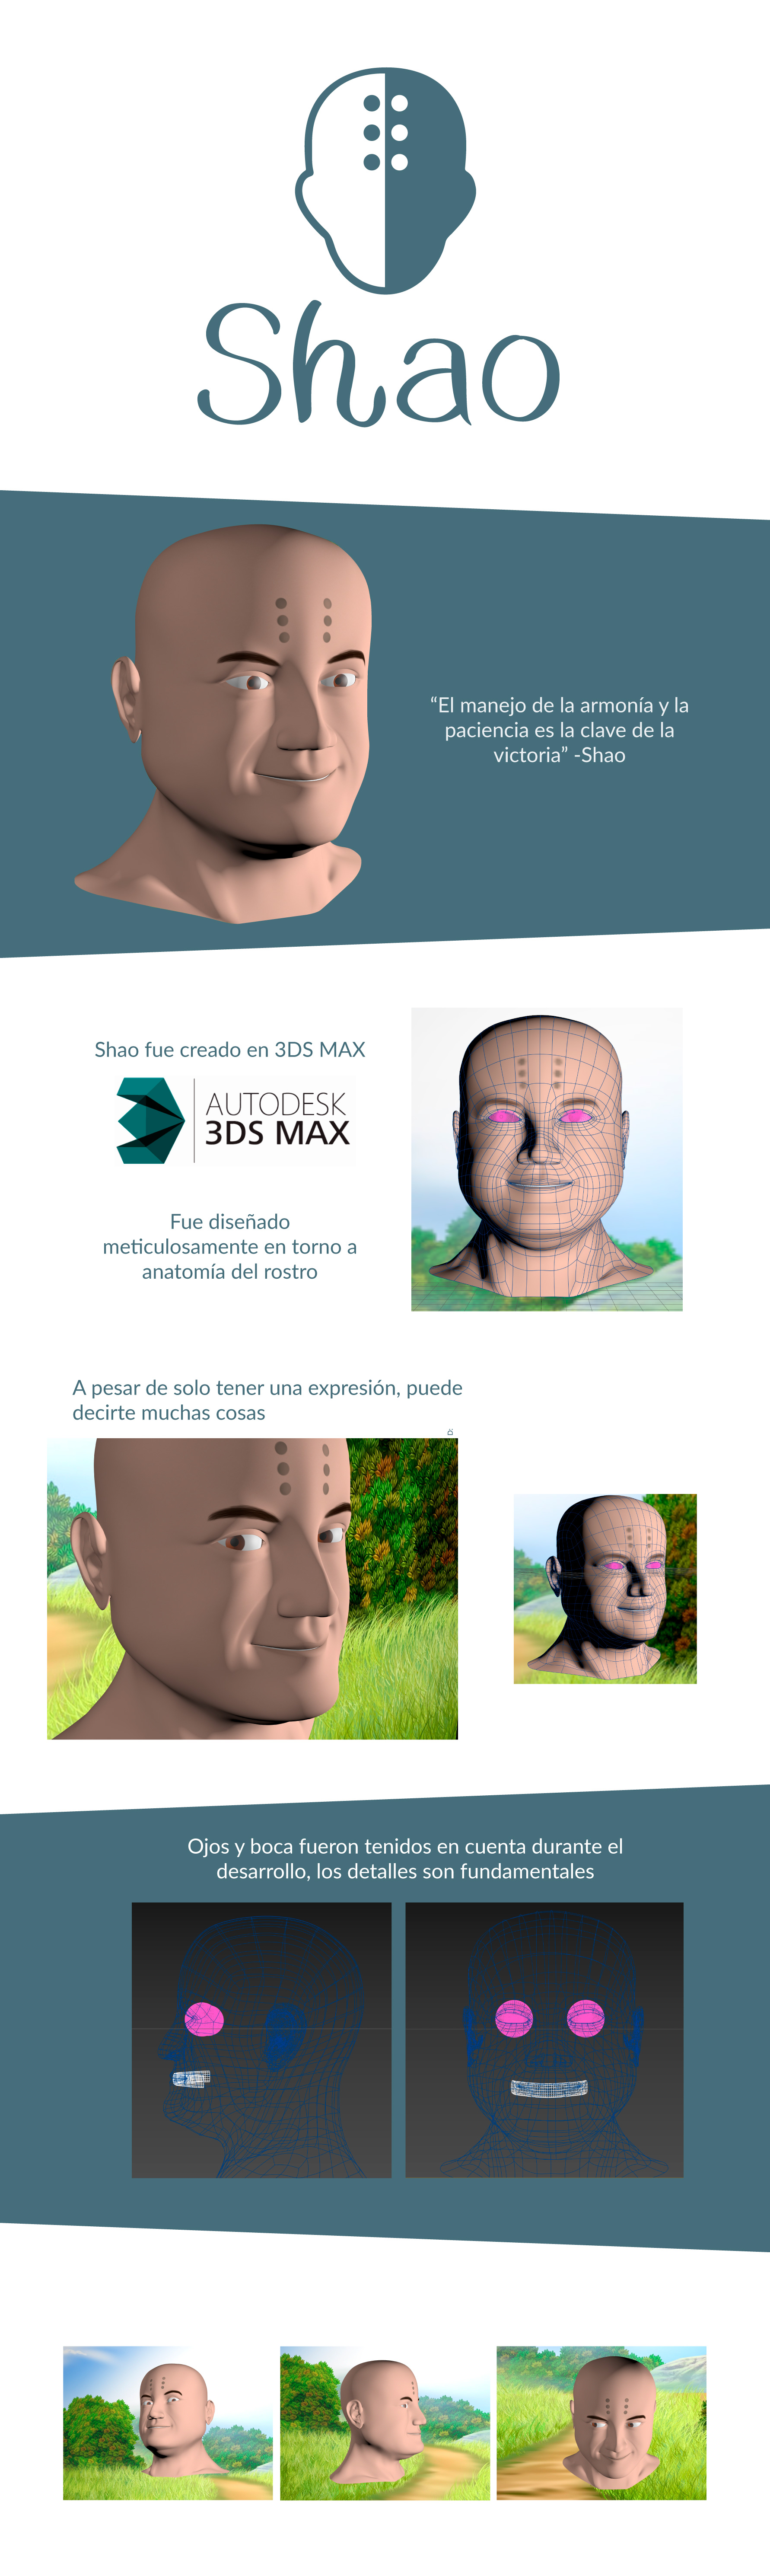 Shao
“El manejo de la armonía y la
paciencia es la clave de la
victoria” -Shao
Shao fue creado en 3DS MAX
AUTODESK
3DS MAX
Fue diseñado
meticulosamente en torno a
anatomía del rostro
A pesar de solo tener una expresión, puede
decirte muchas cosas
Ojos y boca fueron tenidos en cuenta durante el
desarrollo, los detalles son fundamentales